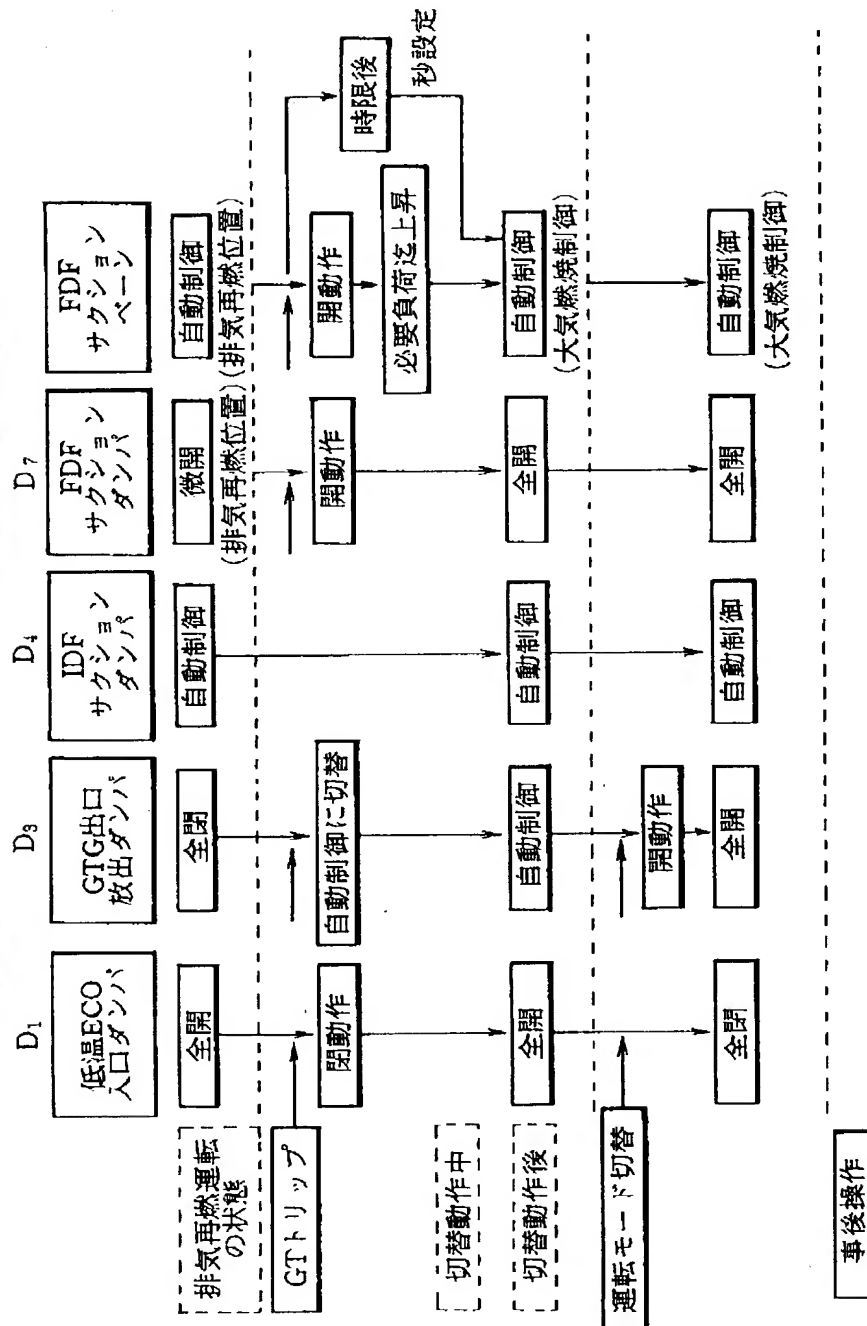 D₁
低温ECO
入口ダンパ
D₃
GTG出口
放出ダンパ
D₄
IDF
サクション
ダンパ
D₇
FDF
サクション
ダンパ
FDF
サクション
ベーン
排気再燃運転
の状態
全開
全閉
自動制御
微開
(排気再燃位置)
自動制御
(排気再燃位置)
GTトリップ
閉動作
自動制御に切替
開動作
開動作
時限後
秒設定
必要負荷迄上昇
切替動作中
切替動作後
全開
自動制御
自動制御
全開
自動制御
(大気燃焼制御)
運転モード切替
開動作
全閉
全開
自動制御
全開
自動制御
(大気燃焼制御)
事後操作